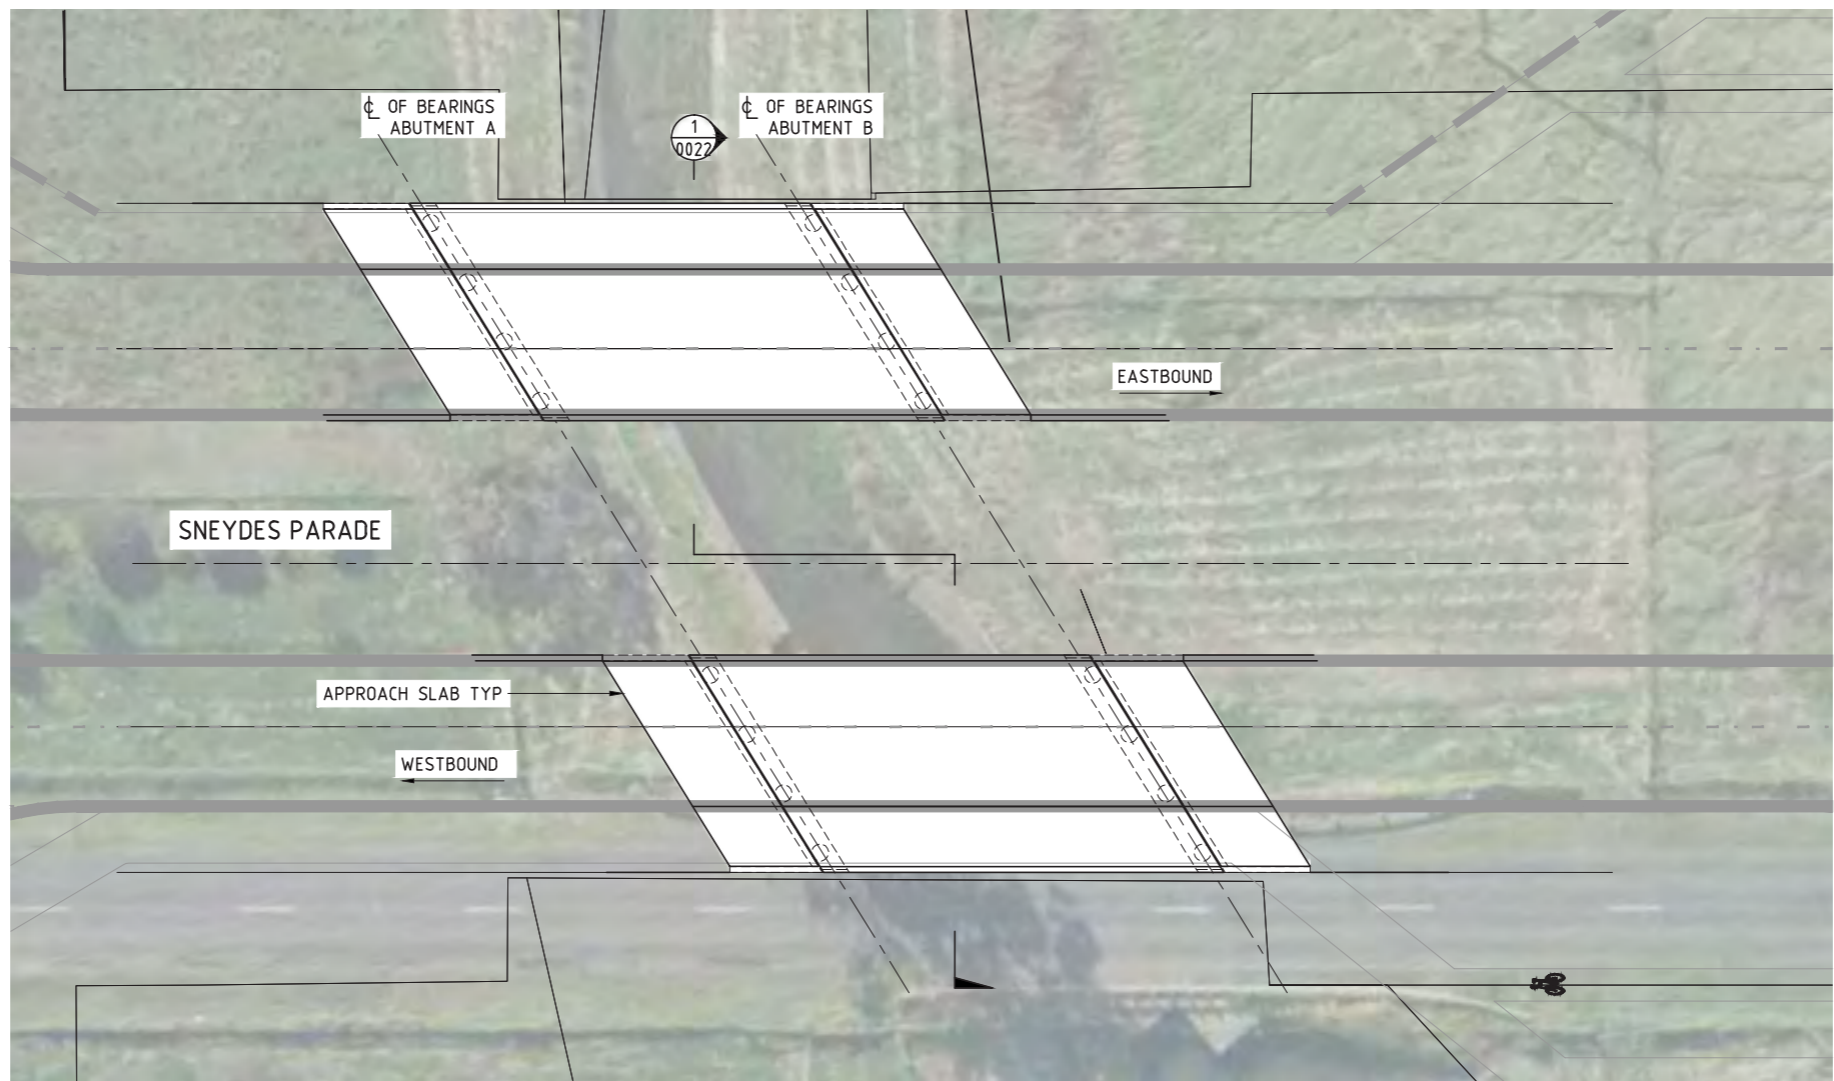 ℄ OF BEARINGS
ABUTMENT A
1
0022
℄ OF BEARINGS
ABUTMENT B
EASTBOUND
SNEYDES PARADE
APPROACH SLAB TYP
WESTBOUND